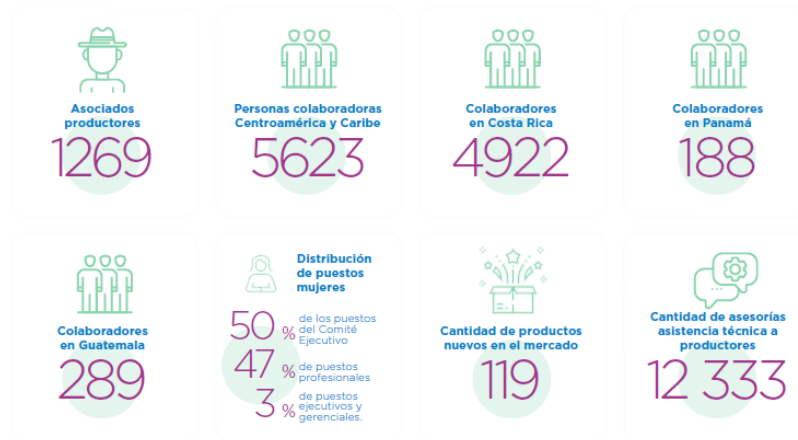 Asociados
productores
1269
Personas colaboradoras
Centroamérica y Caribe
5623
Colaboradores
en Costa Rica
4922
Colaboradores
en Panamá
188
Colaboradores
en Guatemala
289
Distribución
de puestos
mujeres
50 % de los puestos
del Comité
Ejecutivo
47 % de puestos
profesionales
3 % de puestos
ejecutivos y
gerenciales.
Cantidad de productos
nuevos en el mercado
119
Cantidad de asesorías
asistencia técnica a
productores
12 333